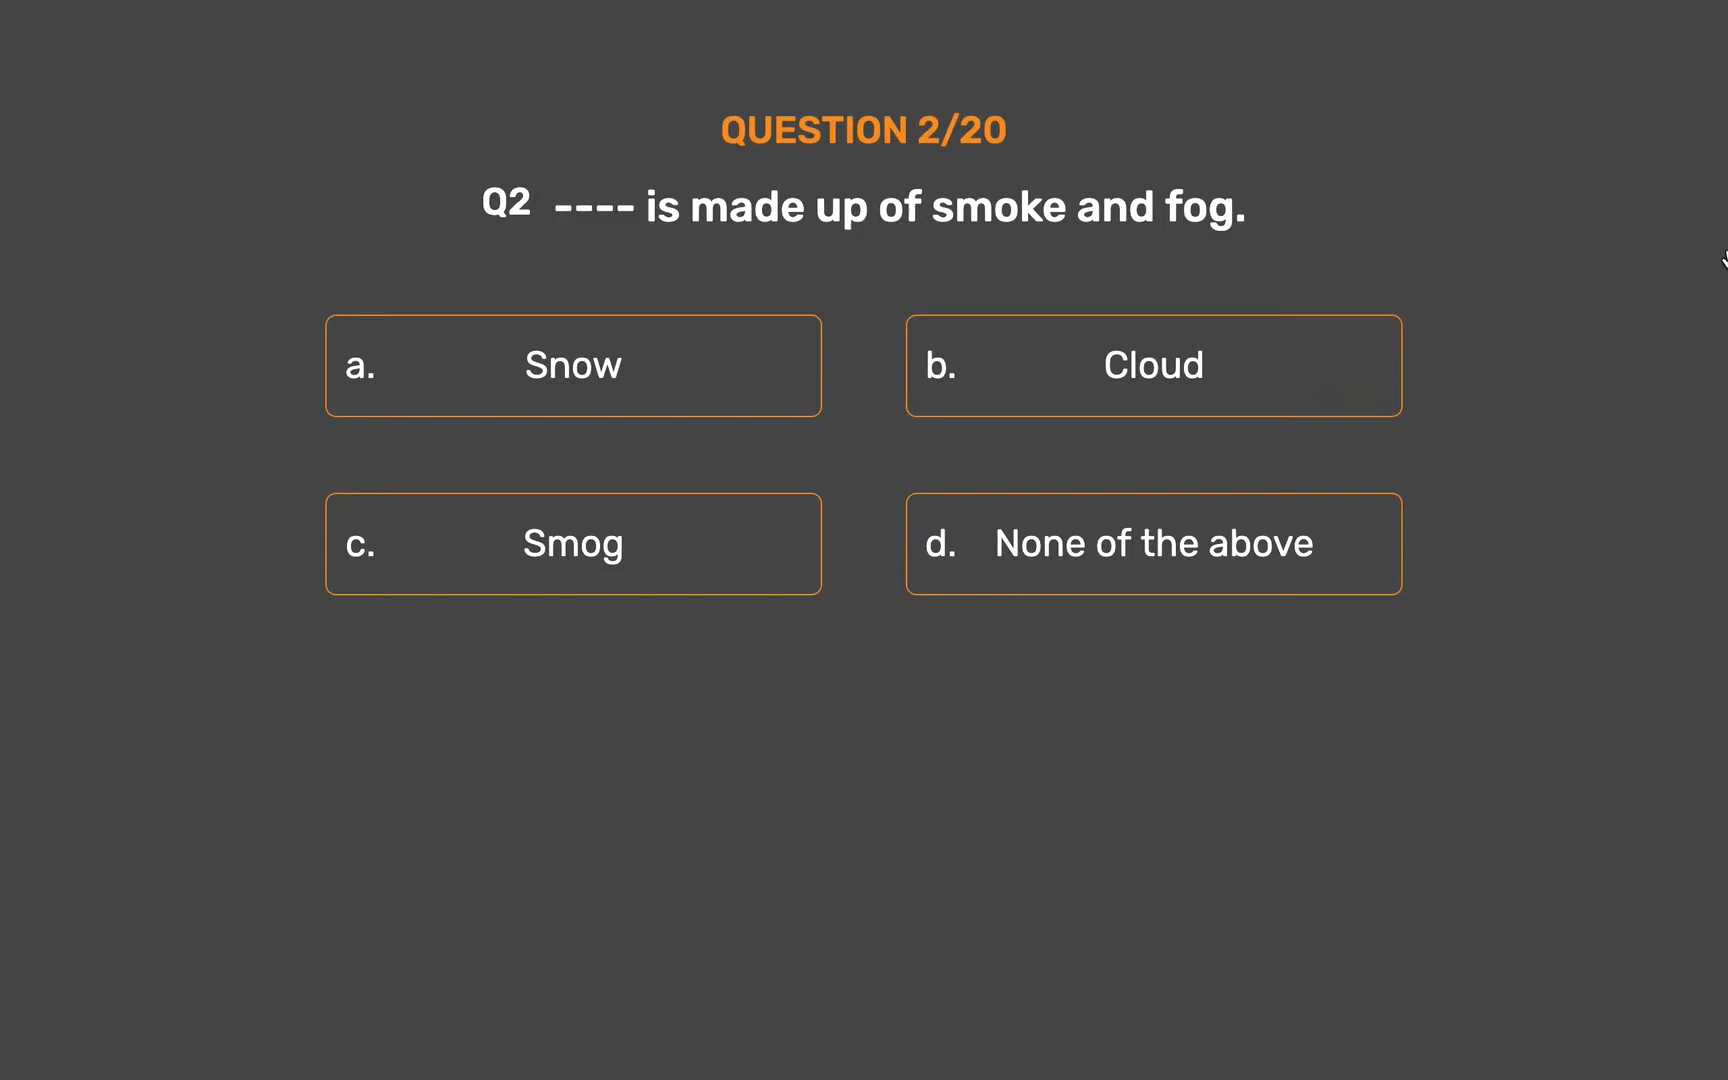 QUESTION 2/20
Q2 ---- is made up of smoke and fog.
a. Snow
b. Cloud
c. Smog
d. None of the above